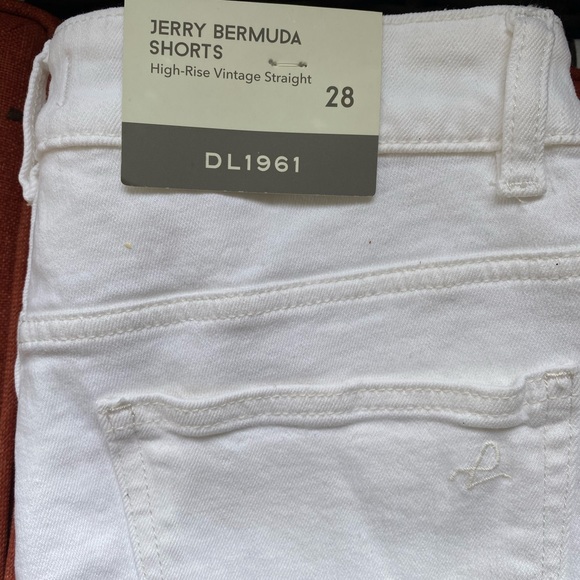 JERRY BERMUDA
SHORTS
High-Rise Vintage Straight
28
DL1961